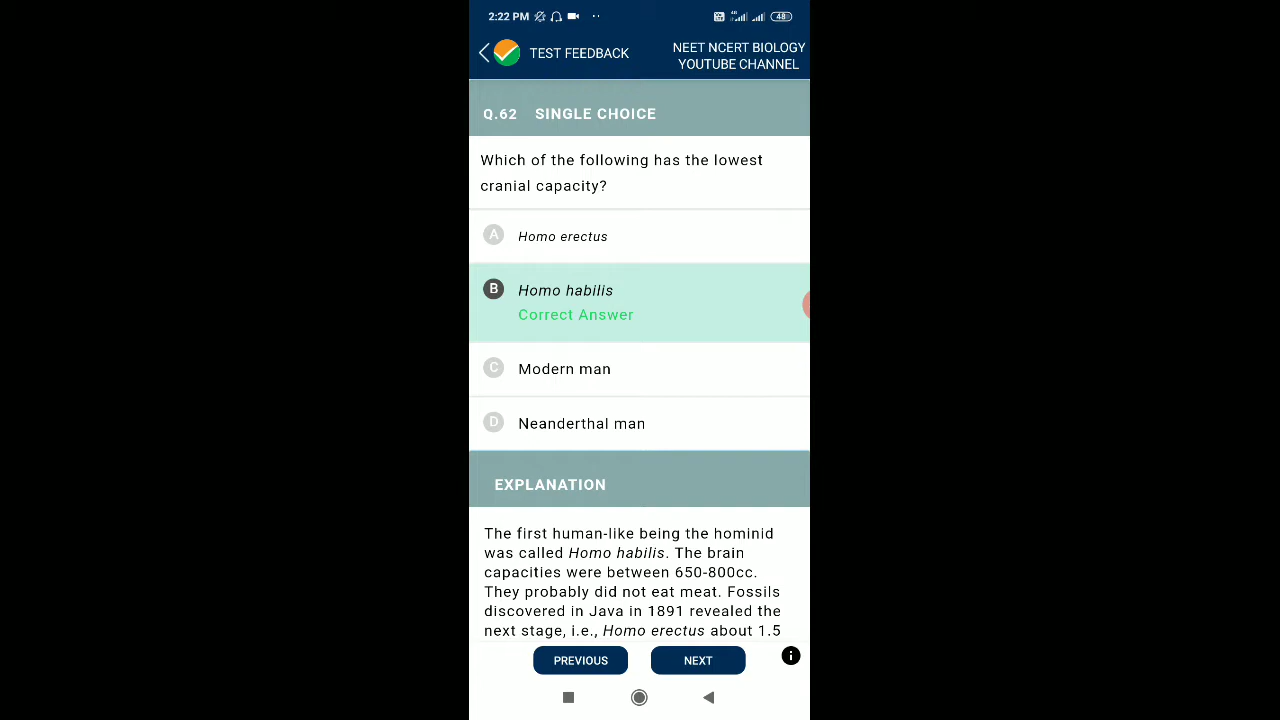 2:22 PM
4G
48
TEST FEEDBACK
NEET NCERT BIOLOGY
YOUTUBE CHANNEL
Q.62 SINGLE CHOICE
Which of the following has the lowest
cranial capacity?
A Homo erectus
B Homo habilis
Correct Answer
C Modern man
D Neanderthal man
EXPLANATION
The first human-like being the hominid
was called Homo habilis. The brain
capacities were between 650-800cc.
They probably did not eat meat. Fossils
discovered in Java in 1891 revealed the
next stage, i.e., Homo erectus about 1.5
PREVIOUS
NEXT